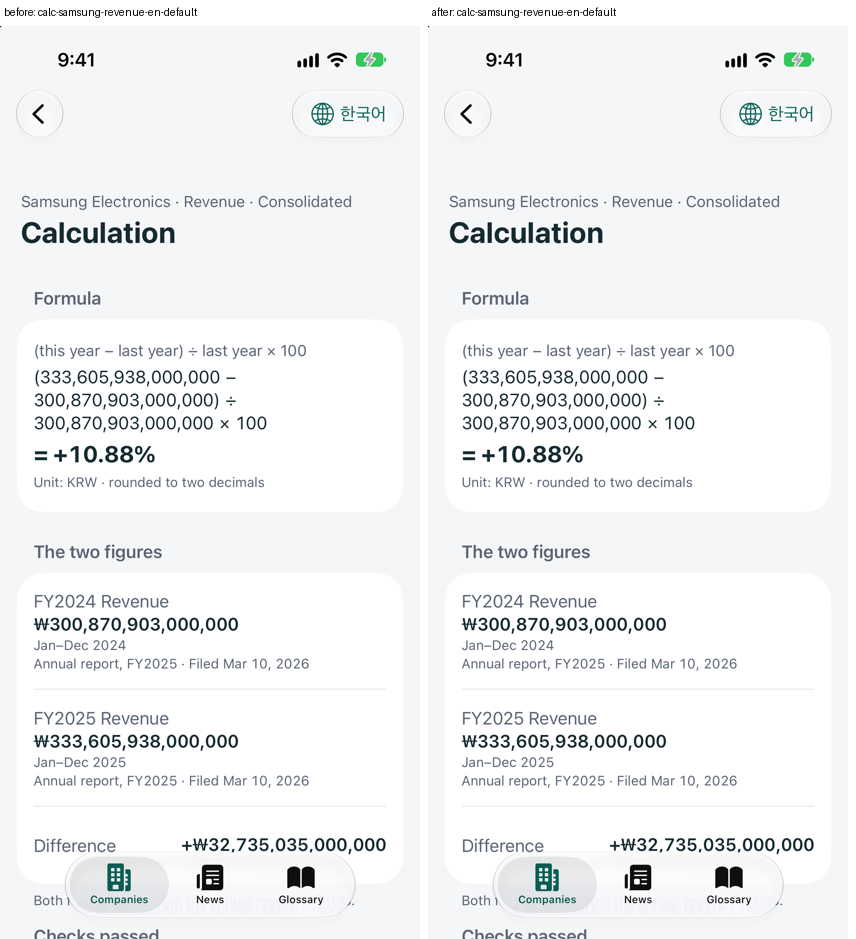 before: calc-samsung-revenue-en-default
9:41
한국어
Samsung Electronics · Revenue · Consolidated
Calculation
Formula
(this year – last year) ÷ last year × 100
(333,605,938,000,000 –
300,870,903,000,000) ÷
300,870,903,000,000 × 100
= +10.88%
Unit: KRW · rounded to two decimals
The two figures
FY2024 Revenue
₩300,870,903,000,000
Jan–Dec 2024
Annual report, FY2025 · Filed Mar 10, 2026
FY2025 Revenue
₩333,605,938,000,000
Jan–Dec 2025
Annual report, FY2025 · Filed Mar 10, 2026
Difference +₩32,735,035,000,000
Companies News Glossary
Both
Checks passed
after: calc-samsung-revenue-en-default
9:41
한국어
Samsung Electronics · Revenue · Consolidated
Calculation
Formula
(this year – last year) ÷ last year × 100
(333,605,938,000,000 –
300,870,903,000,000) ÷
300,870,903,000,000 × 100
= +10.88%
Unit: KRW · rounded to two decimals
The two figures
FY2024 Revenue
₩300,870,903,000,000
Jan–Dec 2024
Annual report, FY2025 · Filed Mar 10, 2026
FY2025 Revenue
₩333,605,938,000,000
Jan–Dec 2025
Annual report, FY2025 · Filed Mar 10, 2026
Difference +₩32,735,035,000,000
Companies News Glossary
Both
Checks passed